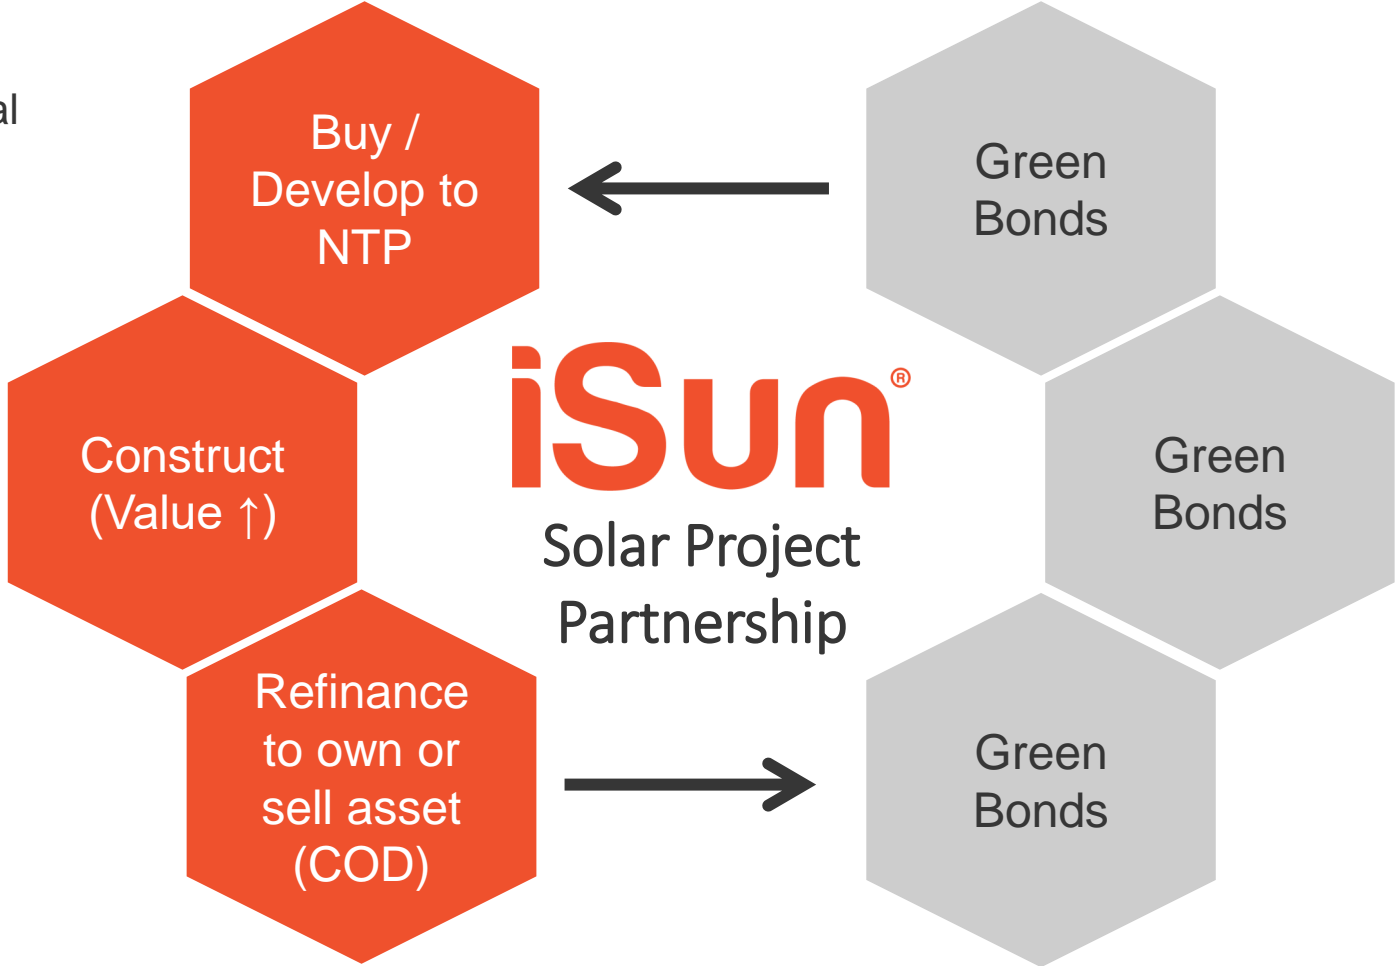 al
Buy /
Develop to
NTP
Green
Bonds
Construct
(Value ↑)
iSun®
Solar Project
Partnership
Green
Bonds
Refinance
to own or
sell asset
(COD)
Green
Bonds